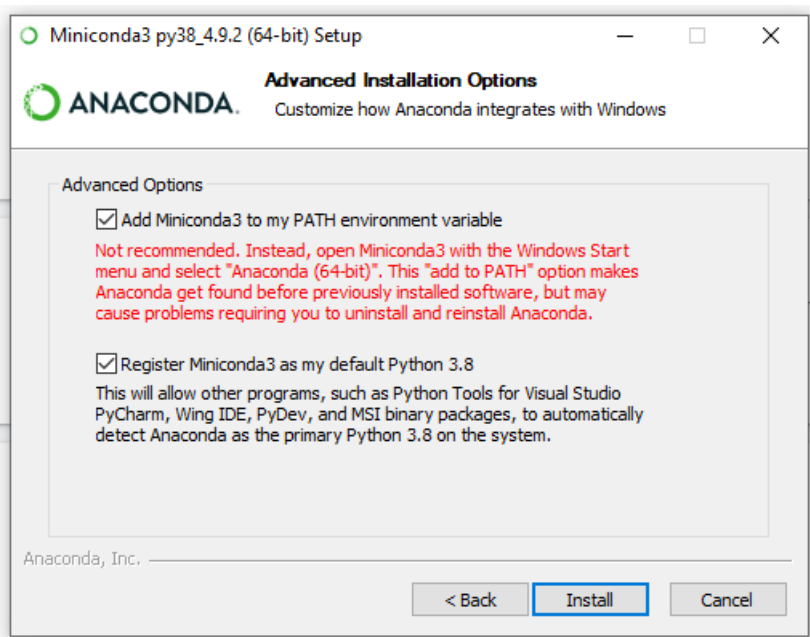 Miniconda3 py38_4.9.2 (64-bit) Setup
ANACONDA.
Advanced Installation Options
Customize how Anaconda integrates with Windows
Advanced Options
Add Miniconda3 to my PATH environment variable
Not recommended. Instead, open Miniconda3 with the Windows Start
menu and select "Anaconda (64-bit)". This "add to PATH" option makes
Anaconda get found before previously installed software, but may
cause problems requiring you to uninstall and reinstall Anaconda.
Register Miniconda3 as my default Python 3.8
This will allow other programs, such as Python Tools for Visual Studio
PyCharm, Wing IDE, PyDev, and MSI binary packages, to automatically
detect Anaconda as the primary Python 3.8 on the system.
Anaconda, Inc.
< Back
Install
Cancel